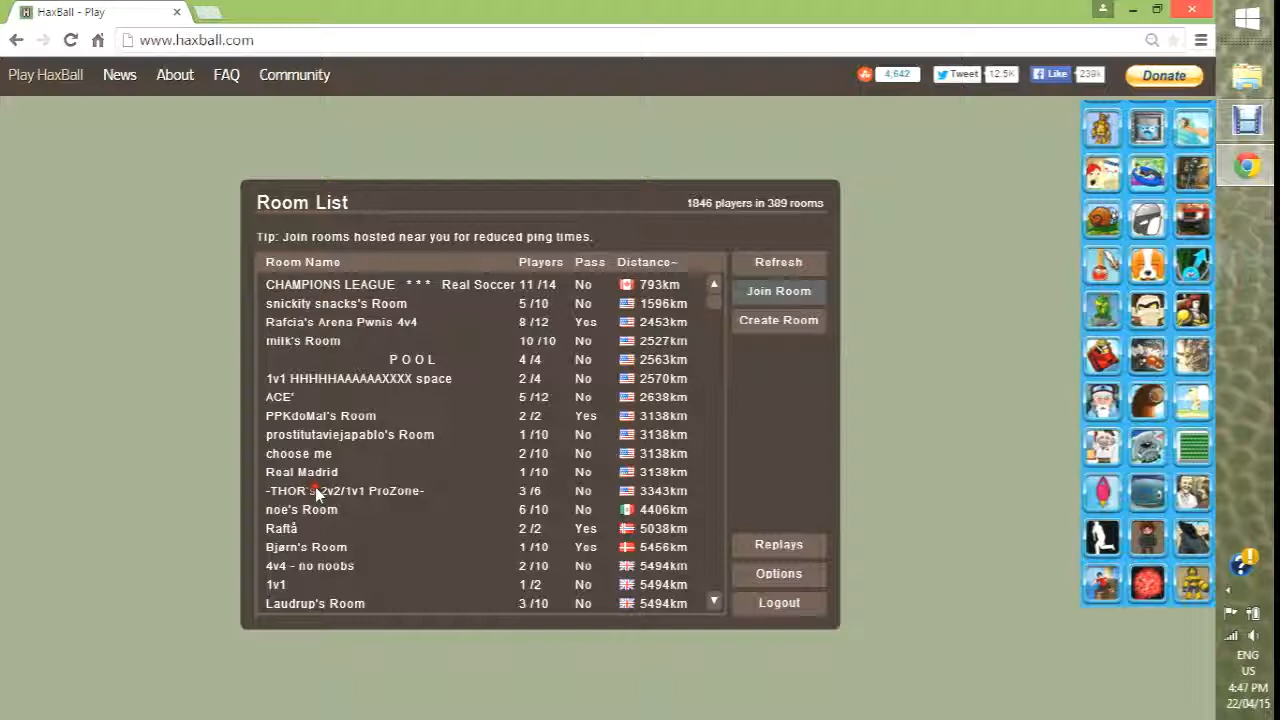 HaxBall - Play
www.haxball.com
Play HaxBall News About FAQ Community 4,642 Tweet 12.5K Like 239k Donate
Room List 1846 players in 389 rooms
Tip: Join rooms hosted near you for reduced ping times.
Room Name Players Pass Distance~ Refresh
CHAMPIONS LEAGUE *** Real Soccer 11 /14 No 793km Join Room
snickity snacks's Room 5 /10 No 1596km
Rafcia's Arena Pwnis 4v4 8 /12 Yes 2453km Create Room
milk's Room 10 /10 No 2527km
P O O L 4 /4 No 2563km
1v1 HHHHHAAAAAAXXXX space 2 /4 No 2570km
ACE' 5 /12 No 2638km
PPKdoMal's Room 2 /2 Yes 3138km
prostitutaviejapablo's Room 1 /10 No 3138km
choose me 2 /10 No 3138km
Real Madrid 1 /10 No 3138km
-THOR's 2v2/1v1 ProZone- 3 /6 No 3343km
noe's Room 6 /10 No 4406km
Raftå 2 /2 Yes 5038km
Bjørn's Room 1 /10 Yes 5456km Replays
4v4 - no noobs 2 /10 No 5494km Options
1v1 1 /2 No 5494km
Laudrup's Room 3 /10 No 5494km Logout
ENG
US
4:47 PM
22/04/15